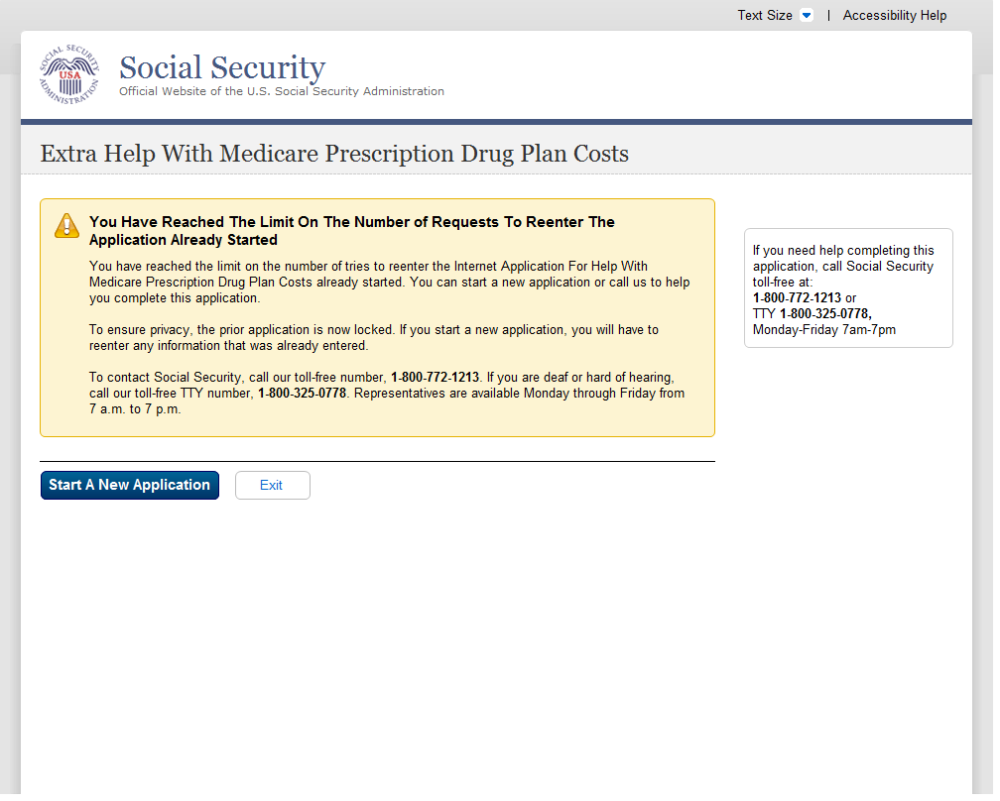 Text Size | Accessibility Help
SOCIAL SECURITY ADMINISTRATION
USA
Social Security
Official Website of the U.S. Social Security Administration
Extra Help With Medicare Prescription Drug Plan Costs
You Have Reached The Limit On The Number of Requests To Reenter The
Application Already Started
You have reached the limit on the number of tries to reenter the Internet Application For Help With
Medicare Prescription Drug Plan Costs already started. You can start a new application or call us to help
you complete this application.
To ensure privacy, the prior application is now locked. If you start a new application, you will have to
reenter any information that was already entered.
To contact Social Security, call our toll-free number, 1-800-772-1213. If you are deaf or hard of hearing,
call our toll-free TTY number, 1-800-325-0778. Representatives are available Monday through Friday from
7 a.m. to 7 p.m.
If you need help completing this
application, call Social Security
toll-free at:
1-800-772-1213 or
TTY 1-800-325-0778,
Monday-Friday 7am-7pm
Start A New Application
Exit